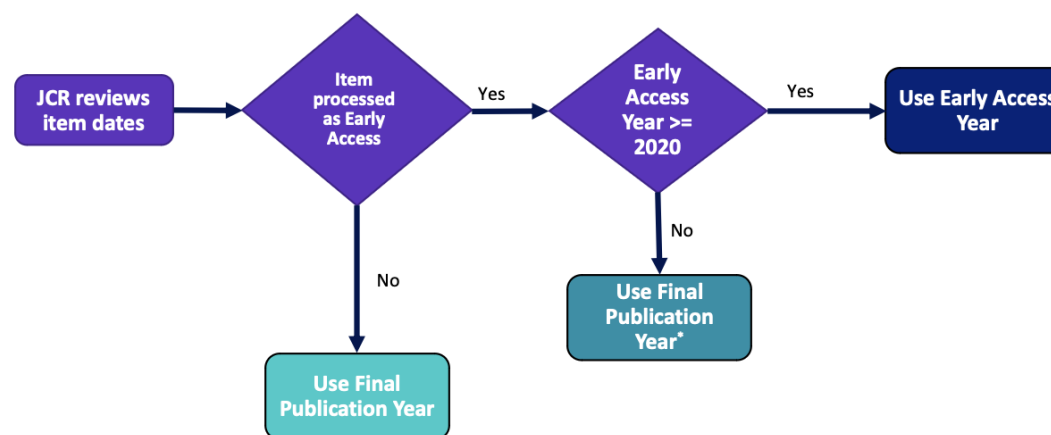 JCR reviews
item dates
Item
processed
as Early
Access
Yes
Early
Access
Year >=
2020
Yes
Use Early Access
Year
No
No
Use Final
Publication
Year*
Use Final
Publication Year